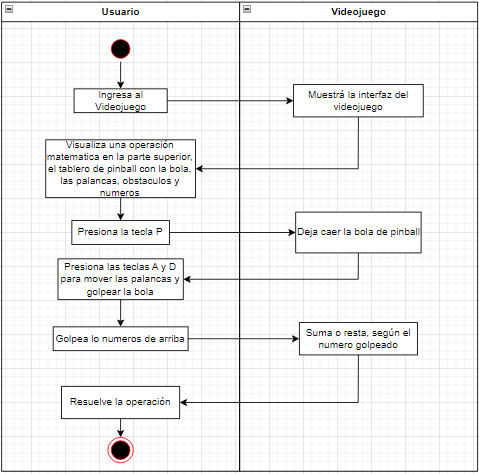 Usuario
Videojuego
Ingresa al
Videojuego
Muestrá la interfaz del
videojuego
Visualiza una operación
matematica en la parte superior,
el tablero de pinball con la bola,
las palancas, obstaculos y
numeros
Presiona la tecla P
Deja caer la bola de pinball
Presiona las teclas A y D
para mover las palancas y
golpear la bola
Golpea lo numeros de arriba
Suma o resta, según el
numero golpeado
Resuelve la operación